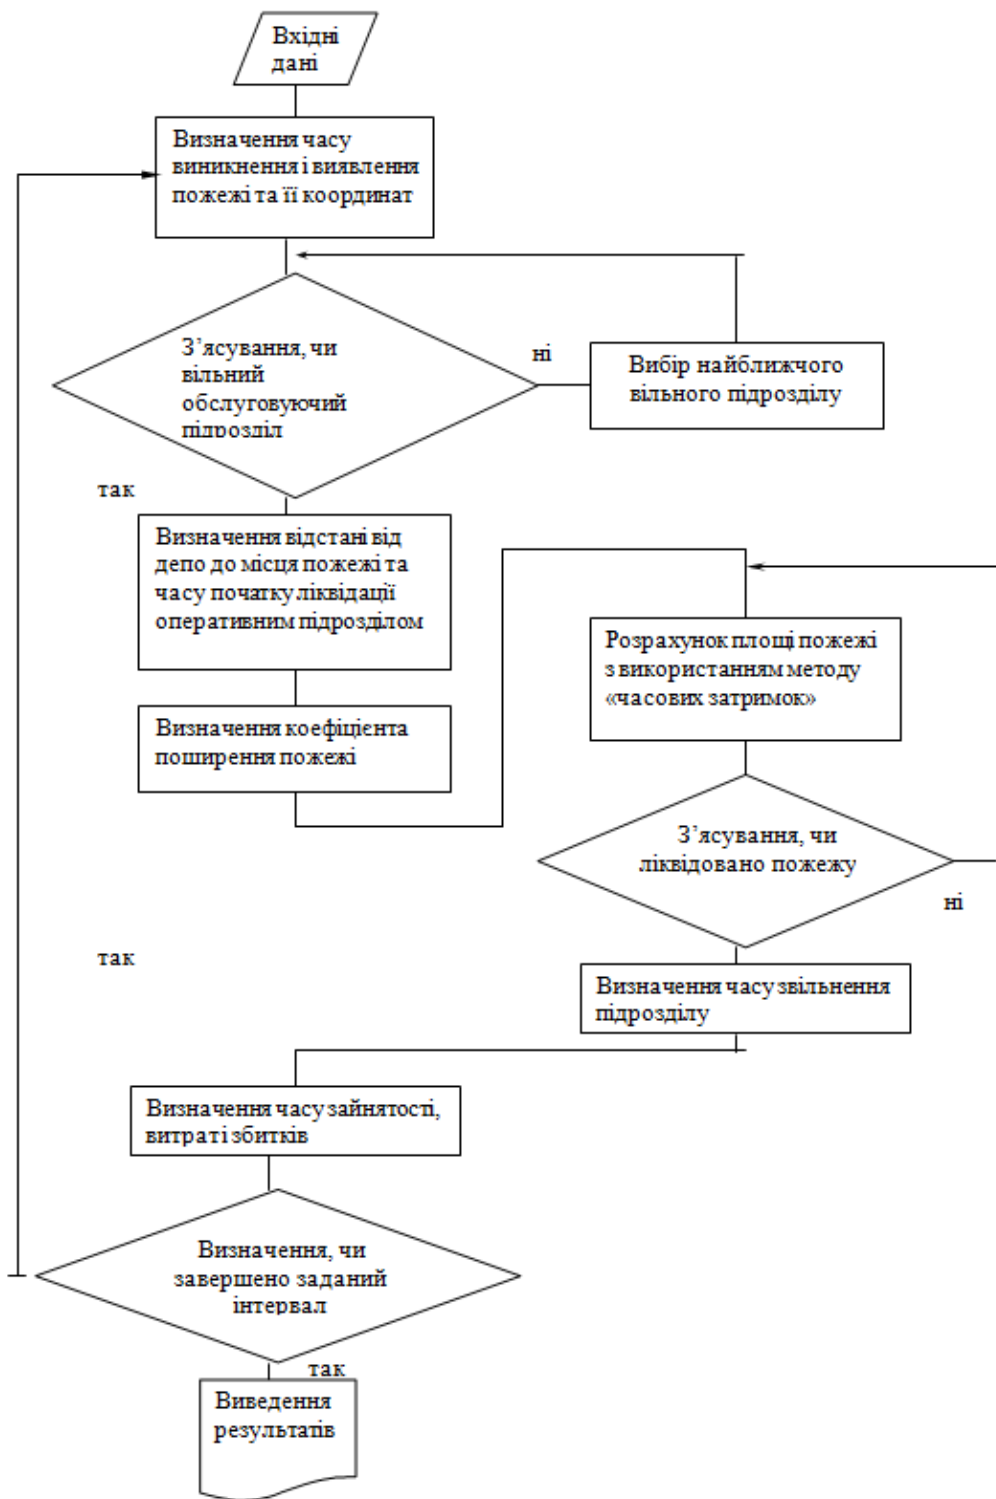 Вхідні
дані
Визначення часу
виникнення і виявлення
пожежі та її координат
З’ясування, чи
вільний
обслуговуючий
підрозділ
ні
Вибір найближчого
вільного підрозділу
так
Визначення відстані від
депо до місця пожежі та
часу початку ліквідації
оперативним підрозділом
Визначення коефіцієнта
поширення пожежі
Розрахунок площі пожежі
з використанням методу
«часових затримок»
З’ясування, чи
ліквідовано пожежу
ні
так
Визначення часу звільнення
підрозділу
Визначення часу зайнятості,
витрат і збитків
Визначення, чи
завершено заданий
інтервал
так
Виведення
результатів